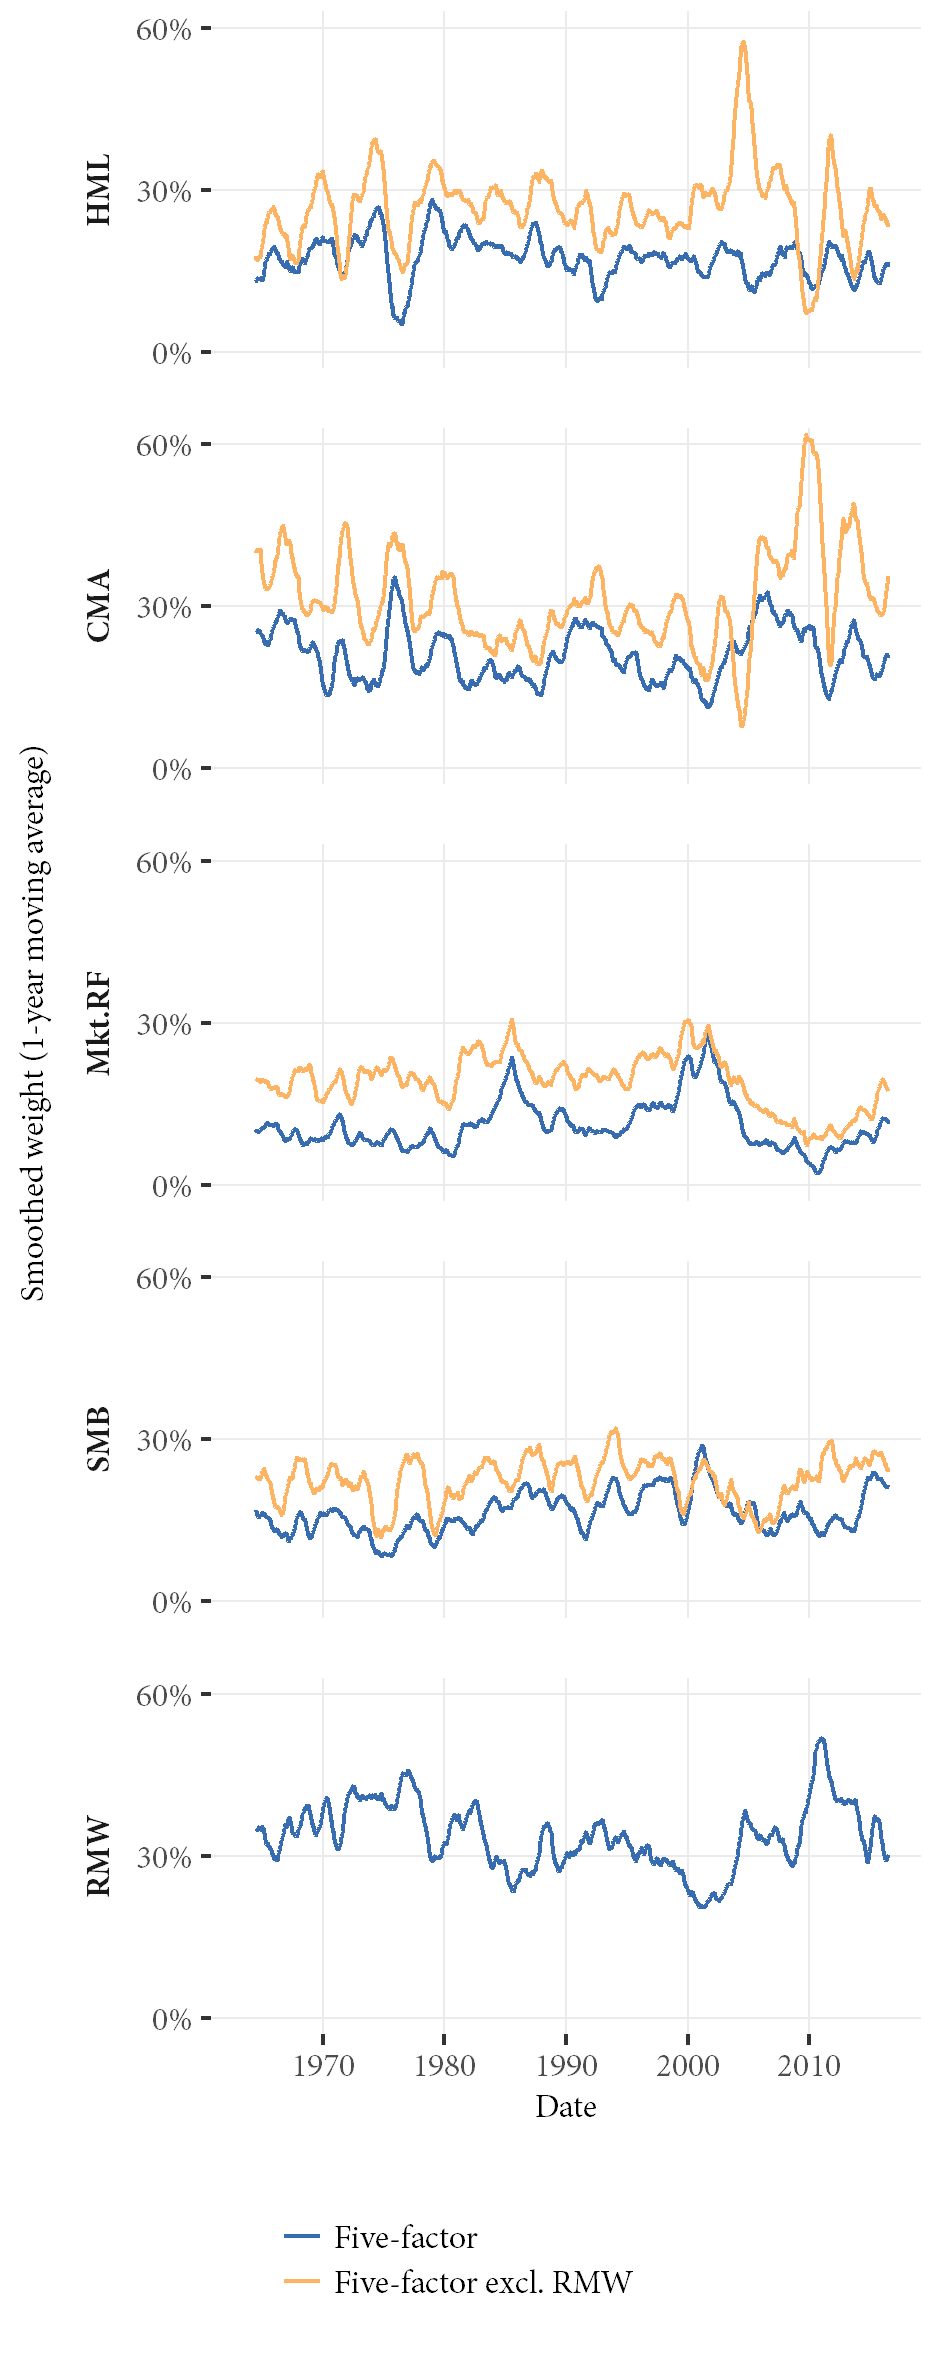 Smoothed weight (1-year moving average)
HML
60%
30%
0%
CMA
60%
30%
0%
Mkt.RF
60%
30%
0%
SMB
60%
30%
0%
RMW
60%
30%
0%
1970 1980 1990 2000 2010
Date
Five-factor
Five-factor excl. RMW